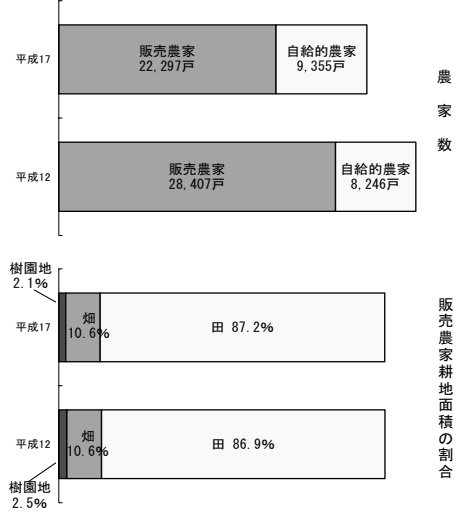 平成17
販売農家
22,297戸
自給的農家
9,355戸
平成12
販売農家
28,407戸
自給的農家
8,246戸
農家数
樹園地
2.1%
平成17
畑
10.6%
田 87.2%
平成12
畑
10.6%
田 86.9%
樹園地
2.5%
販売農家耕地面積の割合